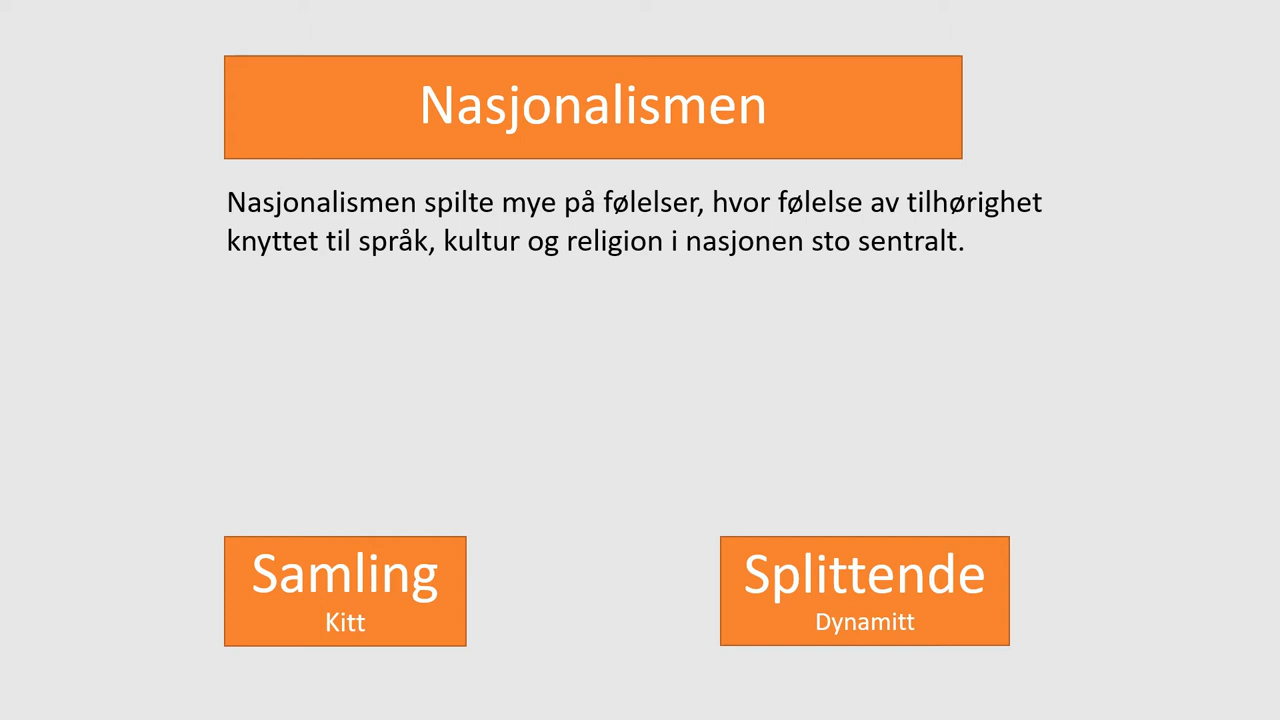 Nasjonalismen
Nasjonalismen spilte mye på følelser, hvor følelse av tilhørighet
knyttet til språk, kultur og religion i nasjonen sto sentralt.
Samling
Kitt
Splittende
Dynamitt